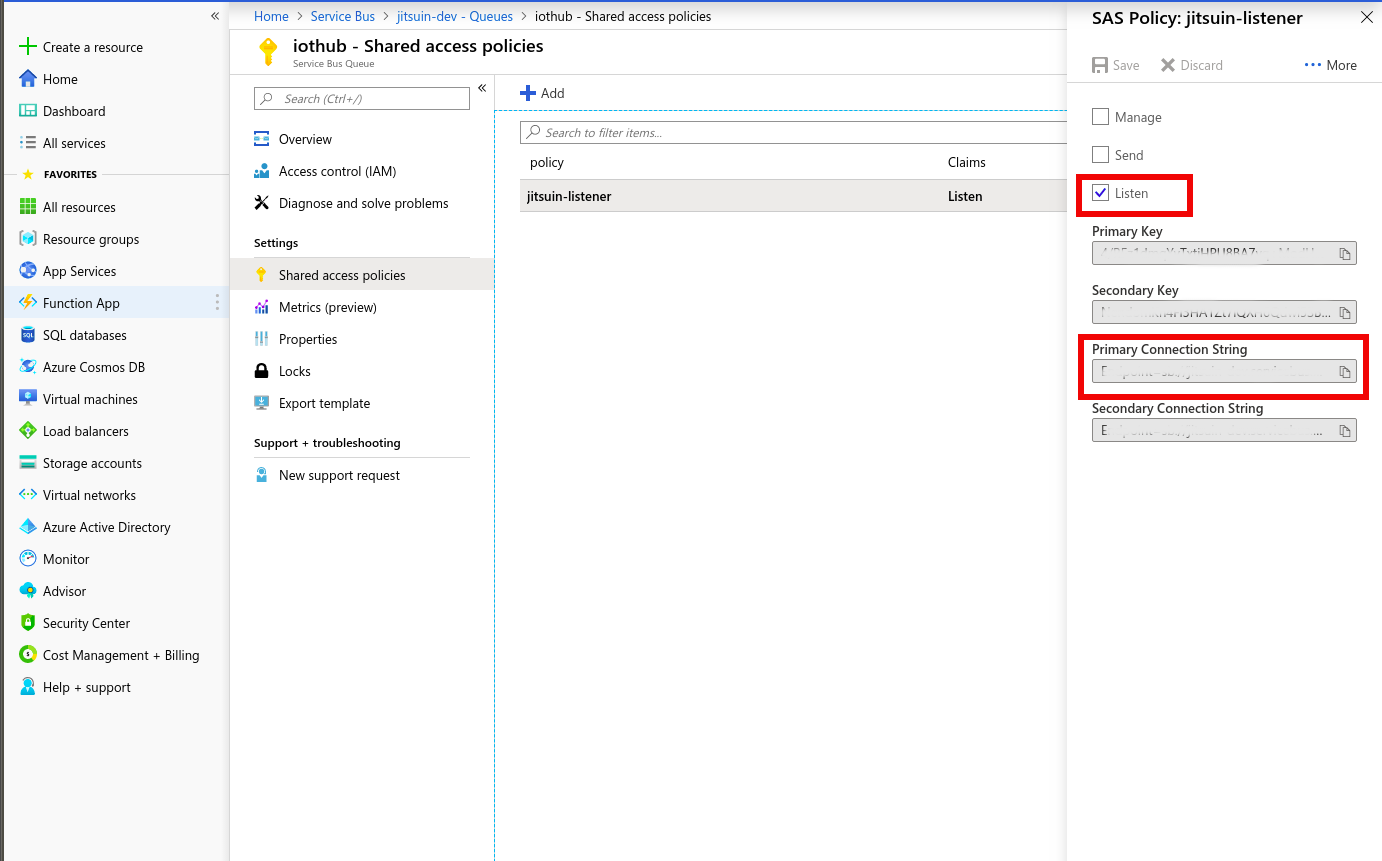 «
Create a resource
Home
Dashboard
All services
FAVORITES
All resources
Resource groups
App Services
Function App
SQL databases
Azure Cosmos DB
Virtual machines
Load balancers
Storage accounts
Virtual networks
Azure Active Directory
Monitor
Advisor
Security Center
Cost Management + Billing
Help + support
Home > Service Bus > jitsuin-dev - Queues > iothub - Shared access policies
iothub - Shared access policies
Service Bus Queue
Search (Ctrl+/)
«
Overview
Access control (IAM)
Diagnose and solve problems
Settings
Shared access policies
Metrics (preview)
Properties
Locks
Export template
Support + troubleshooting
New support request
Add
Search to filter items...
policy Claims
jitsuin-listener Listen
SAS Policy: jitsuin-listener
Save Discard ... More
Manage
Send
Listen
Primary Key
Secondary Key
Primary Connection String
Secondary Connection String